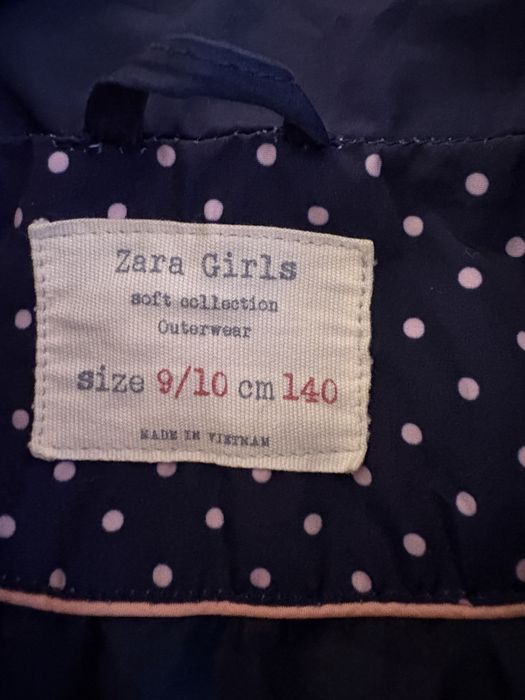 Zara Girls
soft collection
Outerwear
size 9/10 cm 140
MADE IN VIETNAM